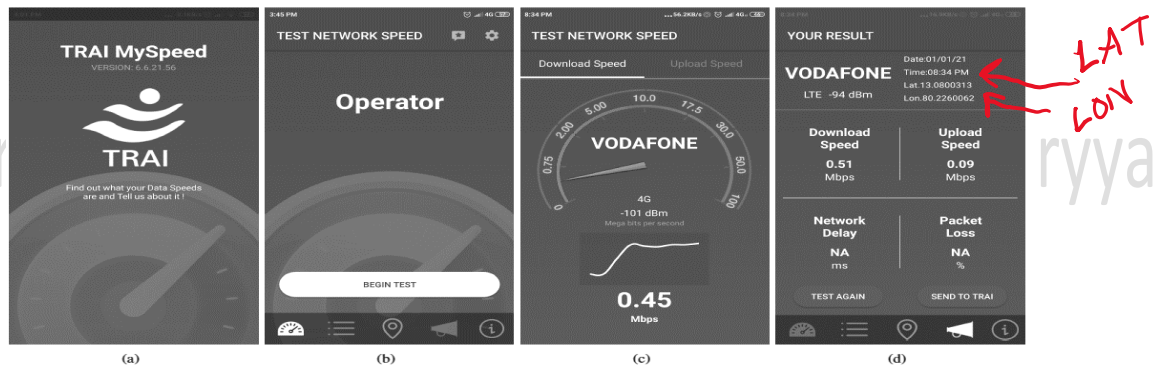 3:45 PM
4G
8:34 PM
...56.2KB/s
4G
TRAI MySpeed
VERSION: 6.6.21.56
TRAI
Find out what your Data Speeds
are and Tell us about it !
(a)
TEST NETWORK SPEED
Operator
BEGIN TEST
(b)
TEST NETWORK SPEED
Download Speed Upload Speed
0 0.75 2.00 5.00 10.0 17.5 30.0 50.0 100
VODAFONE
4G
-101 dBm
Mega bits per second
0.45
Mbps
(c)
YOUR RESULT
VODAFONE
LTE -94 dBm
Date:01/01/21
Time:08:34 PM
Lat.13.0800313
Lon.80.2260062
LAT
LON
Download Speed
0.51
Mbps
Upload Speed
0.09
Mbps
Network Delay
NA
ms
Packet Loss
NA
%
TEST AGAIN SEND TO TRAI
(d)
ryya